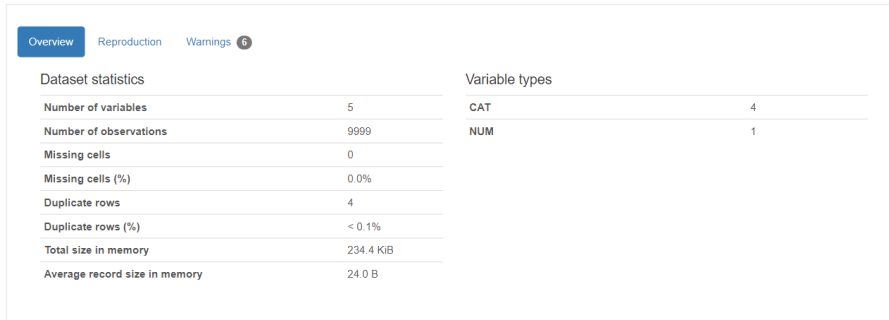 Overview Reproduction Warnings 6
Dataset statistics
Number of variables 5
Number of observations 9999
Missing cells 0
Missing cells (%) 0.0%
Duplicate rows 4
Duplicate rows (%) < 0.1%
Total size in memory 234.4 KiB
Average record size in memory 24.0 B
Variable types
CAT 4
NUM 1